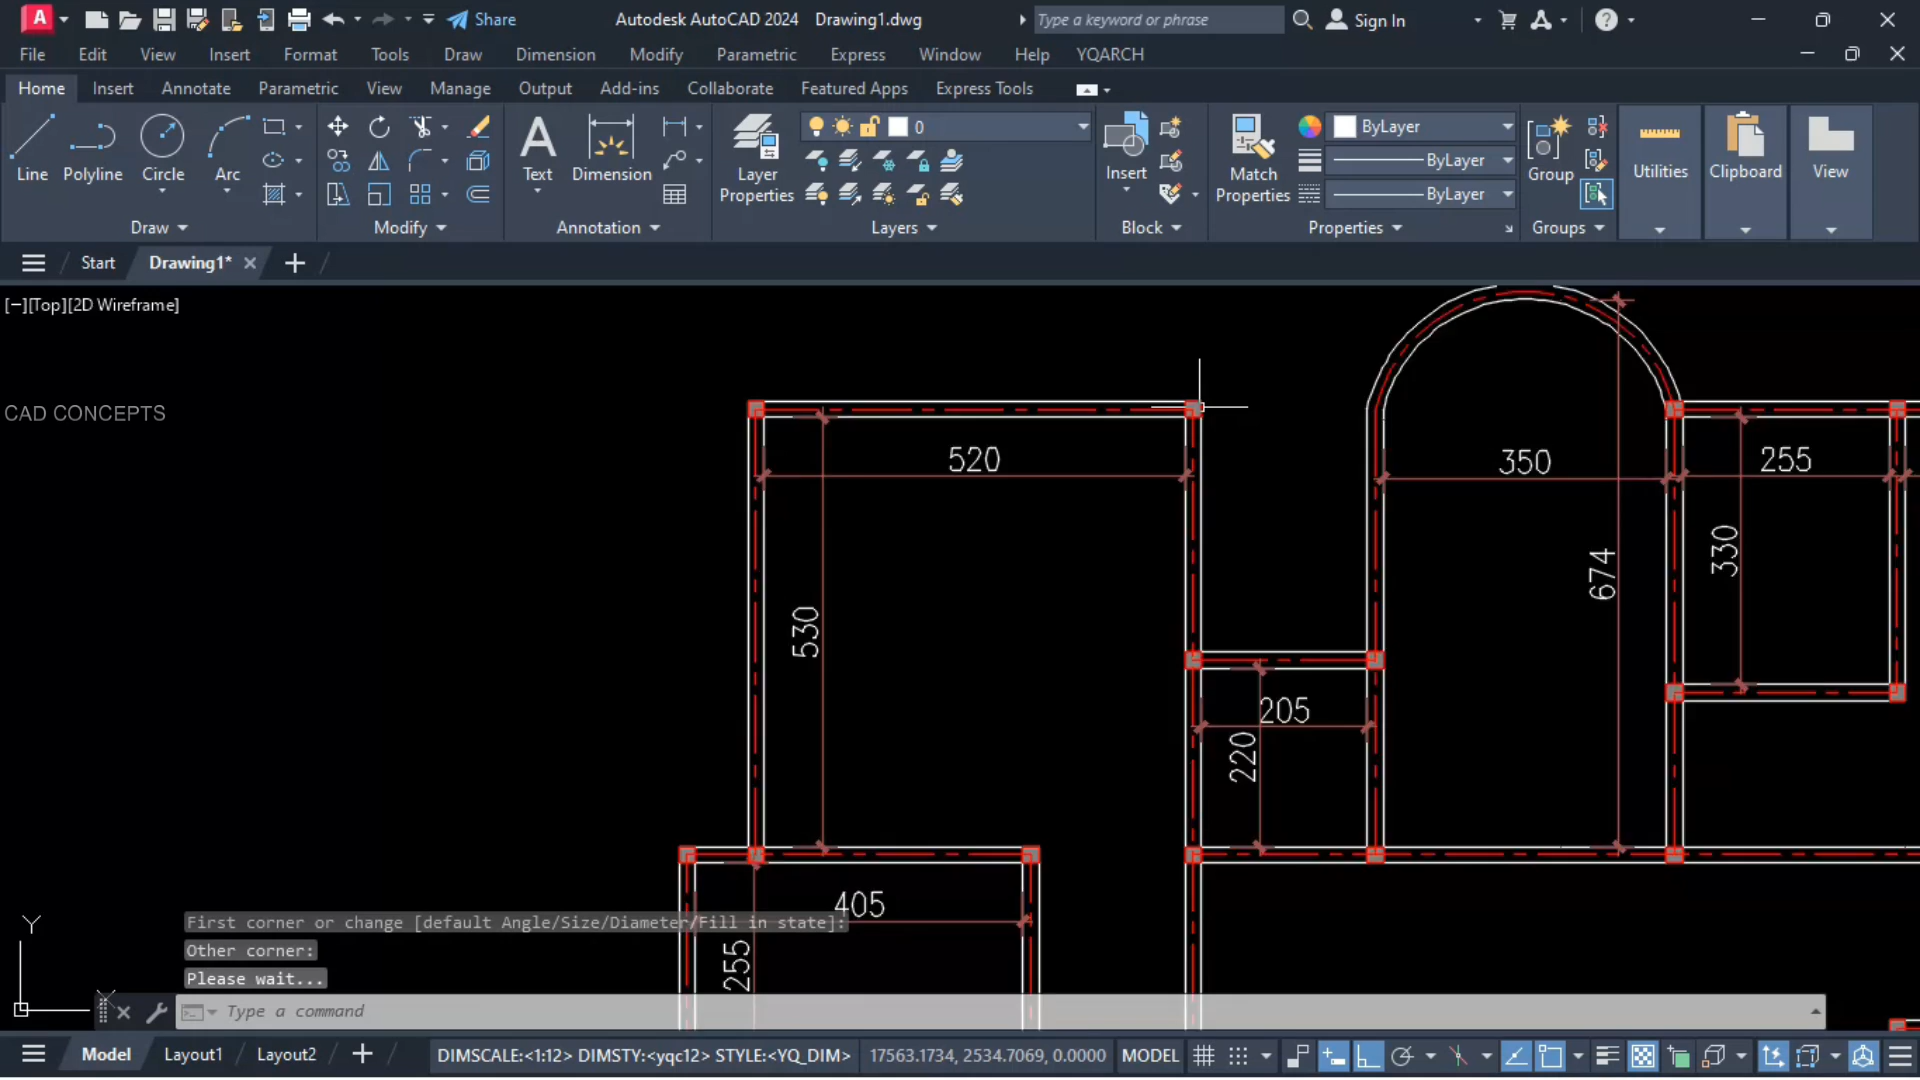 Share
Autodesk AutoCAD 2024 Drawing1.dwg
Type a keyword or phrase
Sign In
File Edit View Insert Format Tools Draw Dimension Modify Parametric Express Window Help YQARCH
Home Insert Annotate Parametric View Manage Output Add-ins Collaborate Featured Apps Express Tools
0
ByLayer
ByLayer
ByLayer
Line Polyline Circle Arc
Text Dimension
Layer Properties
Insert
Match Properties
Group
Utilities Clipboard View
Draw Modify Annotation Layers Block Properties Groups
Start Drawing1*
[−][Top][2D Wireframe]
CAD CONCEPTS
520
350
255
530
674
330
205
220
405
255
First corner or change [default Angle/Size/Diameter/Fill in state]:
Other corner:
Please wait...
Y
X
Type a command
Model Layout1 Layout2
DIMSCALE:<1:12> DIMSTY:<yqc12> STYLE:<YQ_DIM>
17563.1734, 2534.7069, 0.0000
MODEL